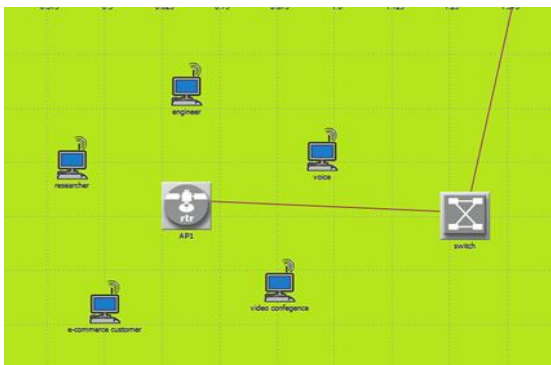 engineer
researcher
voice
rtr
AP1
switch
video confegence
e-commerce customer